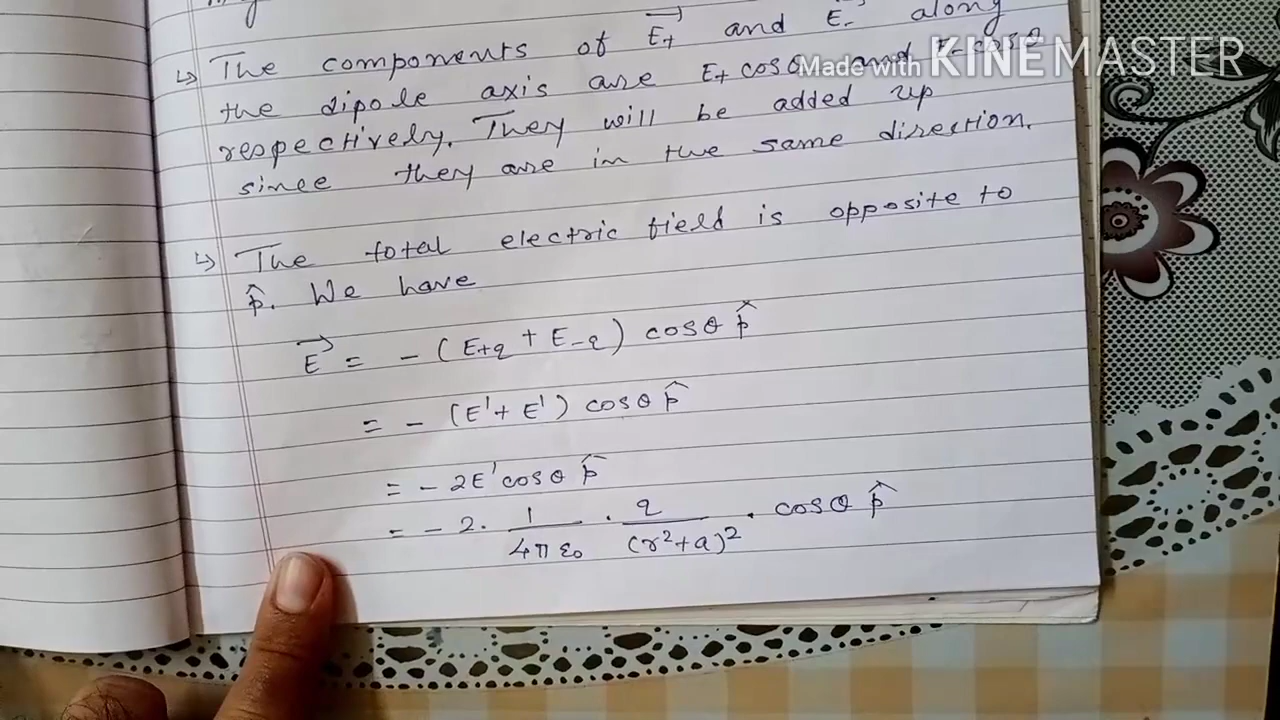 ↳ The components of E₊⃗ and E₋⃗ along
the dipole axis are E₊ cosθ and E₋ cosθ
Made with KINEMASTER
respectively. They will be added up
since they are in the same direction.
↳ The total electric field is opposite to
p̂. We have
E⃗ = - (E₊q + E₋q) cosθ p̂
= - (E' + E') cosθ p̂
= - 2E' cosθ p̂
= - 2 · 1/4πε₀ · q/(r²+a)² · cosθ p̂